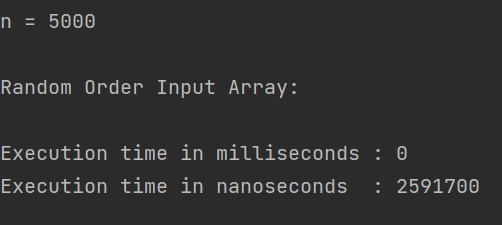 n = 5000
Random Order Input Array:
Execution time in milliseconds : 0
Execution time in nanoseconds  : 2591700